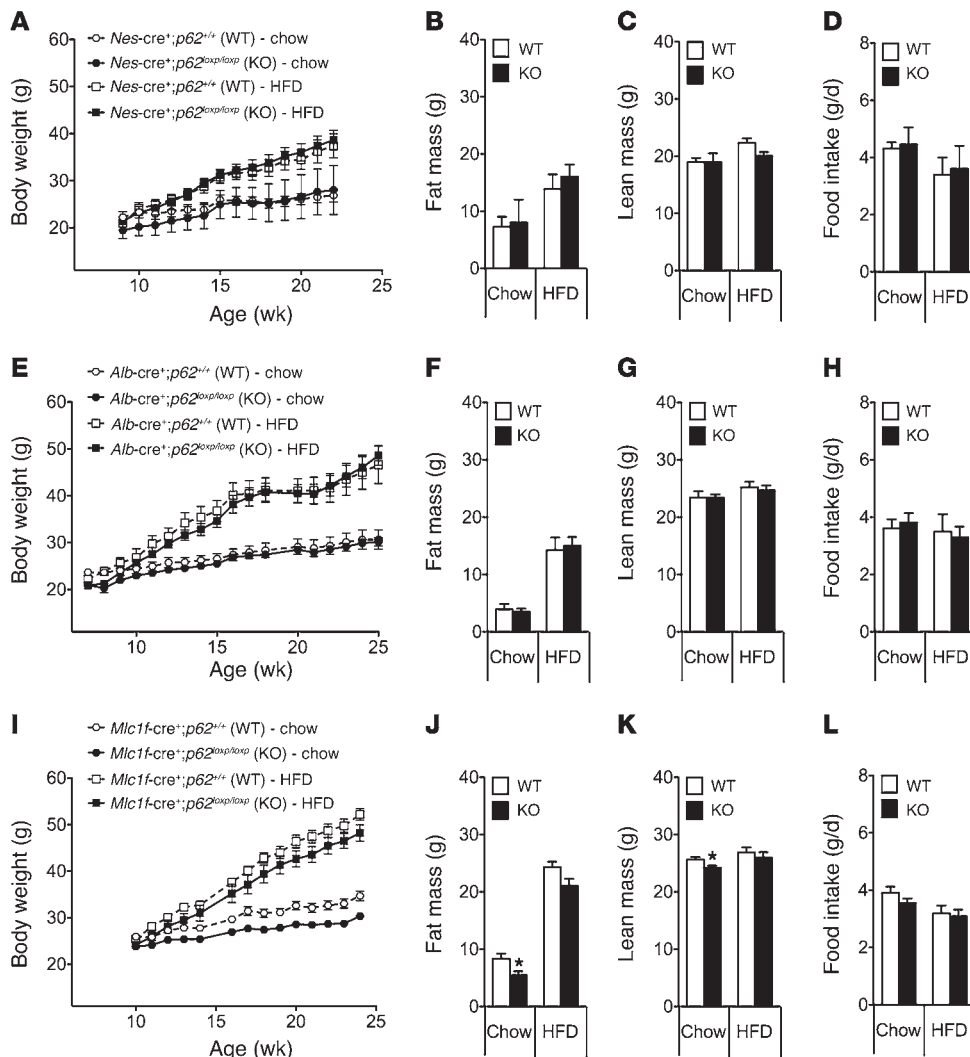 A
Nes-cre+;p62+/+ (WT) - chow
Nes-cre+;p62loxp/loxp (KO) - chow
Nes-cre+;p62+/+ (WT) - HFD
Nes-cre+;p62loxp/loxp (KO) - HFD
Body weight (g)
60
50
40
30
20
10 15 20 25
Age (wk)
B
WT
KO
Fat mass (g)
40
30
20
10
0
Chow HFD
C
WT
KO
Lean mass (g)
40
30
20
10
0
Chow HFD
D
WT
KO
Food intake (g/d)
8
6
4
2
0
Chow HFD
E
Alb-cre+;p62+/+ (WT) - chow
Alb-cre+;p62loxp/loxp (KO) - chow
Alb-cre+;p62+/+ (WT) - HFD
Alb-cre+;p62loxp/loxp (KO) - HFD
Body weight (g)
60
50
40
30
20
10 15 20 25
Age (wk)
F
WT
KO
Fat mass (g)
40
30
20
10
0
Chow HFD
G
WT
KO
Lean mass (g)
40
30
20
10
0
Chow HFD
H
WT
KO
Food intake (g/d)
8
6
4
2
0
Chow HFD
I
Mlc1f-cre+;p62+/+ (WT) - chow
Mlc1f-cre+;p62loxp/loxp (KO) - chow
Mlc1f-cre+;p62+/+ (WT) - HFD
Mlc1f-cre+;p62loxp/loxp (KO) - HFD
Body weight (g)
60
50
40
30
20
10 15 20 25
Age (wk)
J
WT
KO
Fat mass (g)
40
30
20
10
0
*
Chow HFD
K
WT
KO
Lean mass (g)
40
30
20
10
0
*
Chow HFD
L
WT
KO
Food intake (g/d)
8
6
4
2
0
Chow HFD